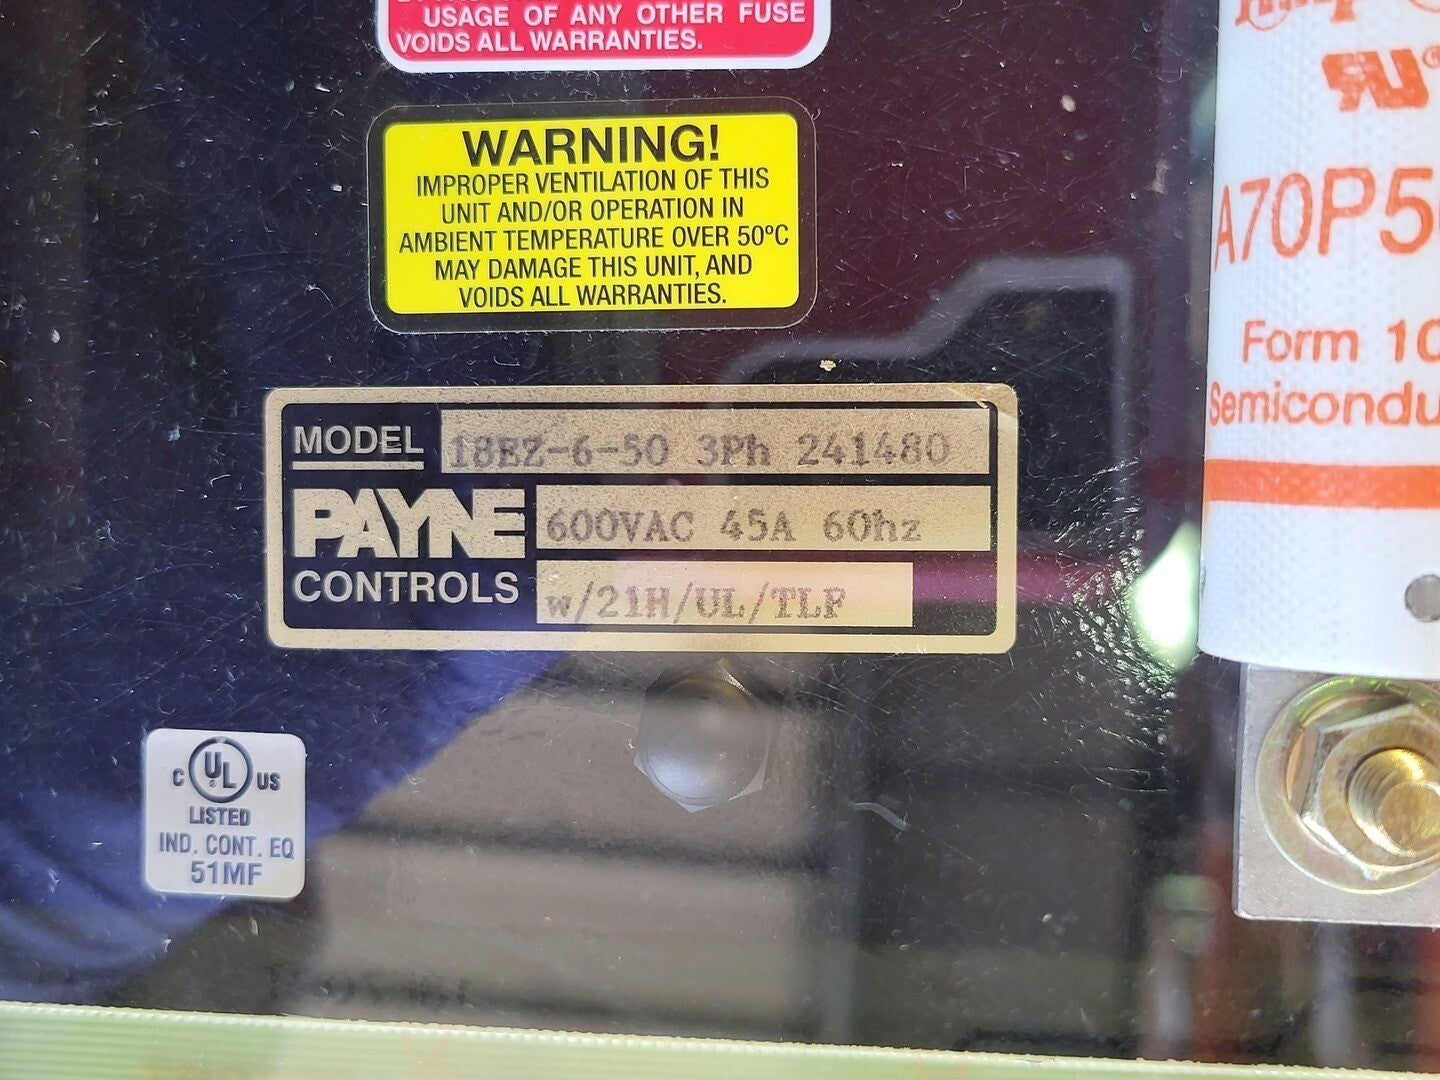 USAGE OF ANY OTHER FUSE
VOIDS ALL WARRANTIES.
WARNING!
IMPROPER VENTILATION OF THIS
UNIT AND/OR OPERATION IN
AMBIENT TEMPERATURE OVER 50ºC
MAY DAMAGE THIS UNIT, AND
VOIDS ALL WARRANTIES.
MODEL 18EZ-6-50 3Ph 241480
PAYNE 600VAC 45A 60hz
CONTROLS w/21H/UL/TLF
C UL US
LISTED
IND. CONT. EQ
51MF
A70P5
Form 10
Semicondu